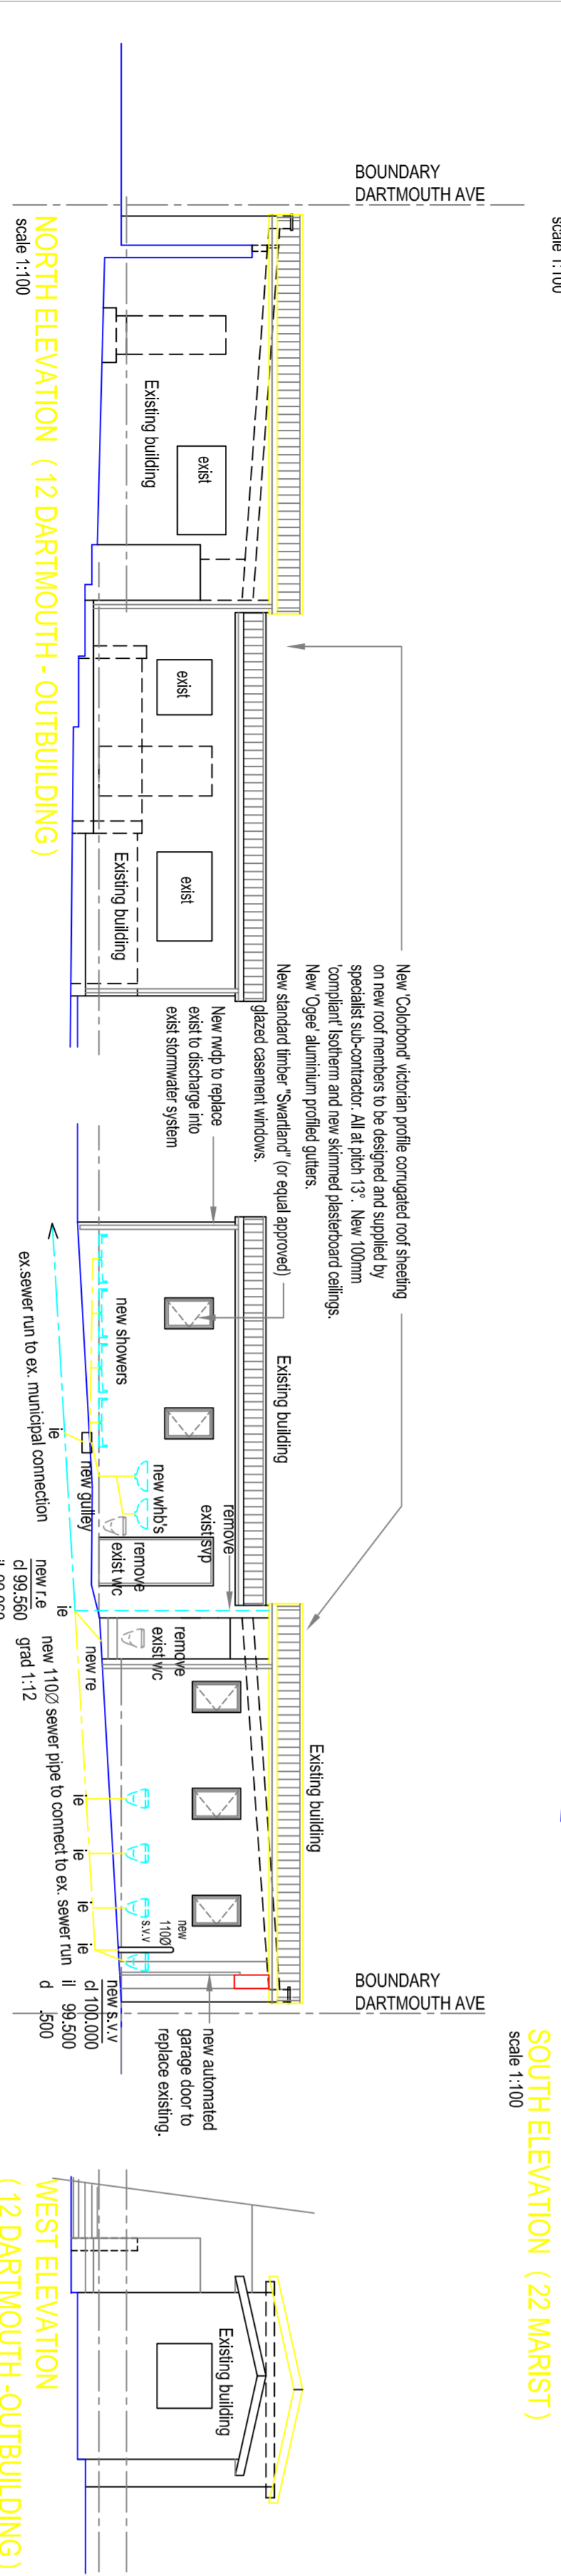 scale 1:100
BOUNDARY
DARTMOUTH AVE
NORTH ELEVATION ( 12 DARTMOUTH - OUTBUILDING )
scale 1:100
Existing building
exist
exist
Existing building
exist
New 'Colorbond' victorian profile corrugated roof sheeting
on new roof members to be designed and supplied by
specialist sub-contractor. All at pitch 13°. New 100mm
'compliant' Isotherm and new skimmed plasterboard ceilings.
New 'Ogee' aluminium profiled gutters.
New standard timber "Swartland" (or equal approved)
glazed casement windows.
New rwdp to replace
exist to discharge into
exist stormwater system
Existing building
new showers
new whb's
remove
exist svp
remove
exist wc
ie
new gulley
ex.sewer run to ex. municipal connection
new r.e
cl 99.560
ie
new re
remove
exist wc
Existing building
new 110Ø sewer pipe to connect to ex. sewer run
grad 1:12
ie
ie
ie
ie
new
110Ø
s.v.v
new s.v.v
cl 100.000
il 99.500
d .500
new automated
garage door to
replace existing.
BOUNDARY
DARTMOUTH AVE
SOUTH ELEVATION ( 22 MARIST )
scale 1:100
Existing building
WEST ELEVATION
( 12 DARTMOUTH -OUTBUILDING )